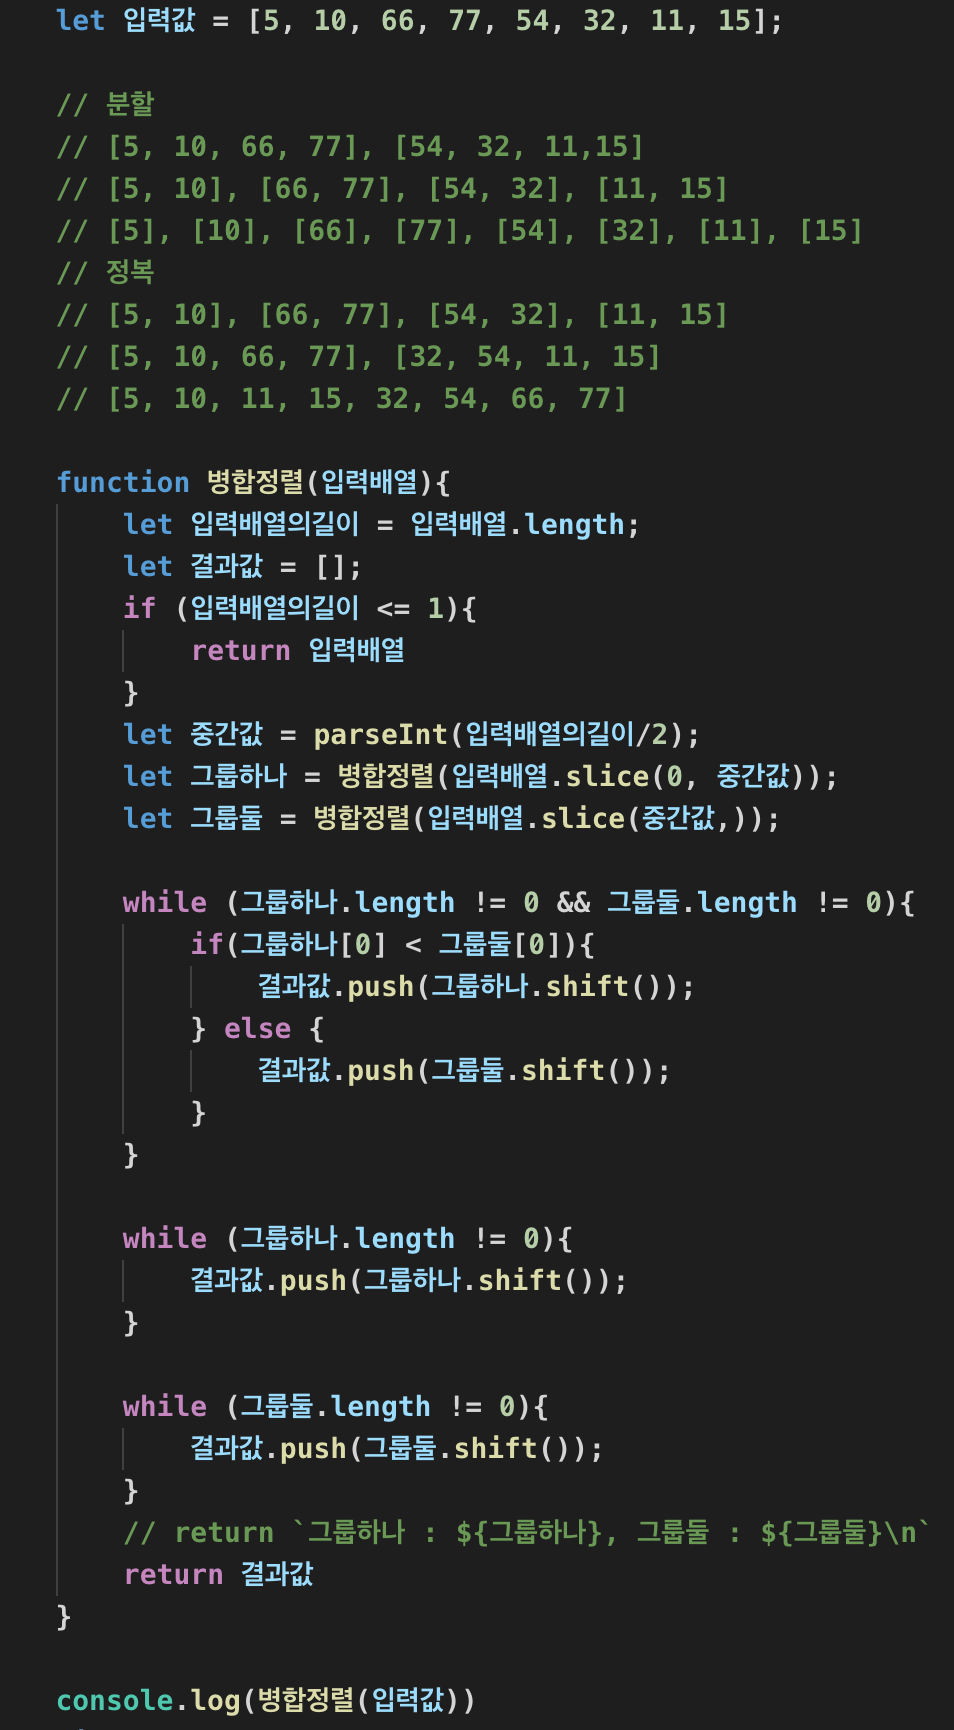 let 입력값 = [5, 10, 66, 77, 54, 32, 11, 15];
// 분할
// [5, 10, 66, 77], [54, 32, 11,15]
// [5, 10], [66, 77], [54, 32], [11, 15]
// [5], [10], [66], [77], [54], [32], [11], [15]
// 정복
// [5, 10], [66, 77], [54, 32], [11, 15]
// [5, 10, 66, 77], [32, 54, 11, 15]
// [5, 10, 11, 15, 32, 54, 66, 77]
function 병합정렬(입력배열){
let 입력배열의길이 = 입력배열.length;
let 결과값 = [];
if (입력배열의길이 <= 1){
return 입력배열
}
let 중간값 = parseInt(입력배열의길이/2);
let 그룹하나 = 병합정렬(입력배열.slice(0, 중간값));
let 그룹둘 = 병합정렬(입력배열.slice(중간값,));
while (그룹하나.length != 0 && 그룹둘.length != 0){
if(그룹하나[0] < 그룹둘[0]){
결과값.push(그룹하나.shift());
} else {
결과값.push(그룹둘.shift());
}
}
while (그룹하나.length != 0){
결과값.push(그룹하나.shift());
}
while (그룹둘.length != 0){
결과값.push(그룹둘.shift());
}
// return `그룹하나 : ${그룹하나}, 그룹둘 : ${그룹둘}\n`
return 결과값
}
console.log(병합정렬(입력값))